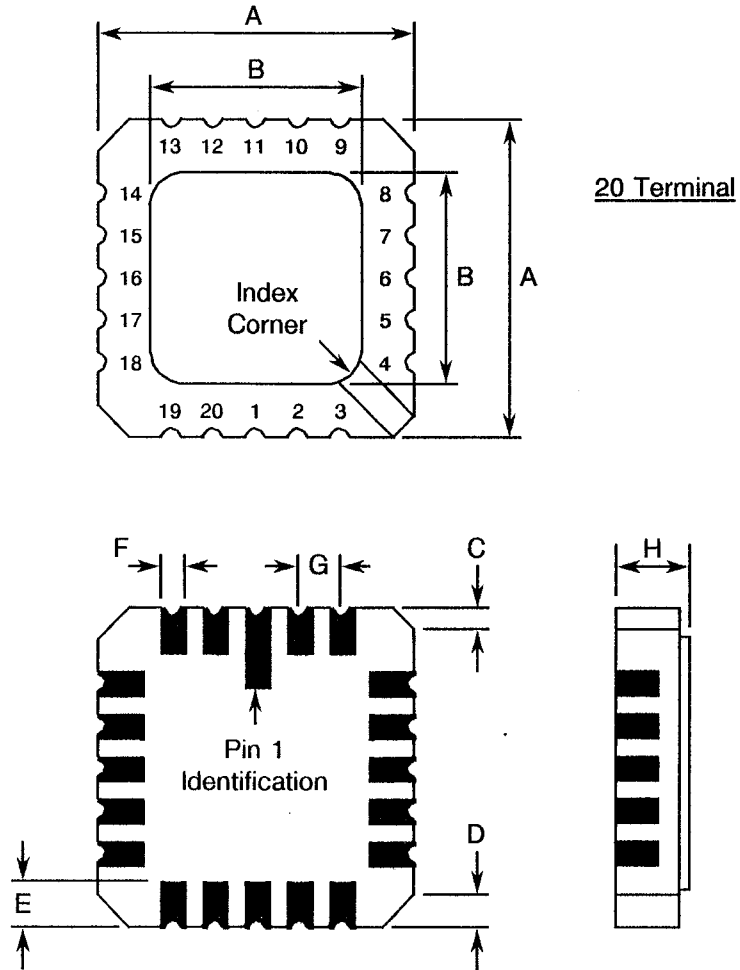 A
B
13 12 11 10 9
14 8
15 7
16 6
17 5
18 4
19 20 1 2 3
Index
Corner
B
A
20 Terminal
F
G
C
H
Pin 1
Identification
D
E